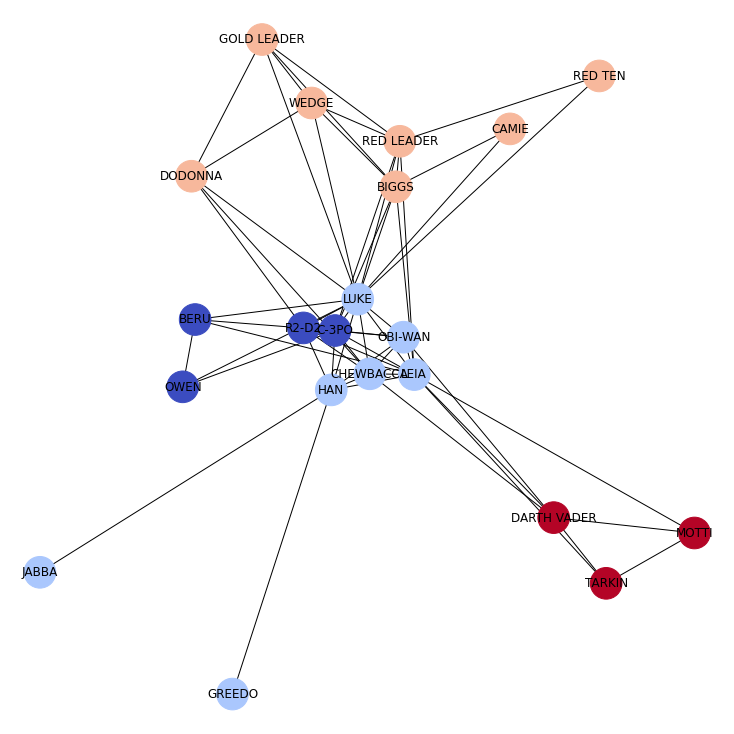 GOLD LEADER
RED TEN
WEDGE
CAMIE
RED LEADER
DODONNA
BIGGS
LUKE
BERU
R2-D2
C-3PO
OBI-WAN
CHEWBACCA
LEIA
OWEN
HAN
DARTH VADER
MOTTI
JABBA
TARKIN
GREEDO